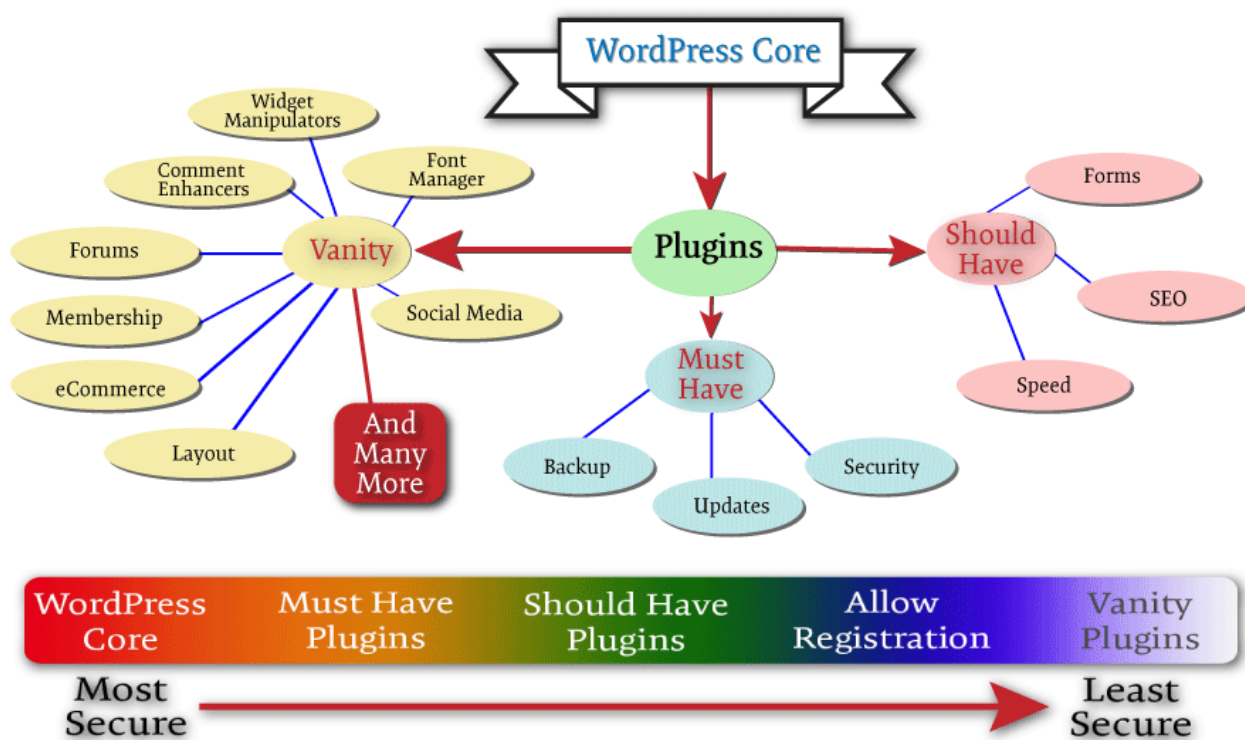 WordPress Core
Widget
Manipulators
Comment
Enhancers
Font
Manager
Forums
Vanity
Membership
Social Media
eCommerce
Layout
And
Many
More
Plugins
Must
Have
Backup
Updates
Security
Should
Have
Forms
SEO
Speed
WordPress
Core
Must Have
Plugins
Should Have
Plugins
Allow
Registration
Vanity
Plugins
Most
Secure
Least
Secure